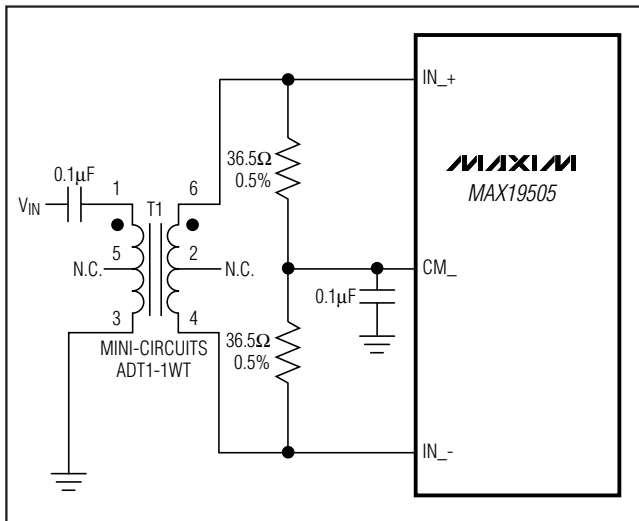 IN_+
36.5Ω
0.5%
MAXIM
MAX19505
0.1µF
VIN
1
T1
6
5
2
N.C.
N.C.
CM_
0.1µF
3
4
36.5Ω
0.5%
MINI-CIRCUITS
ADT1-1WT
IN_-